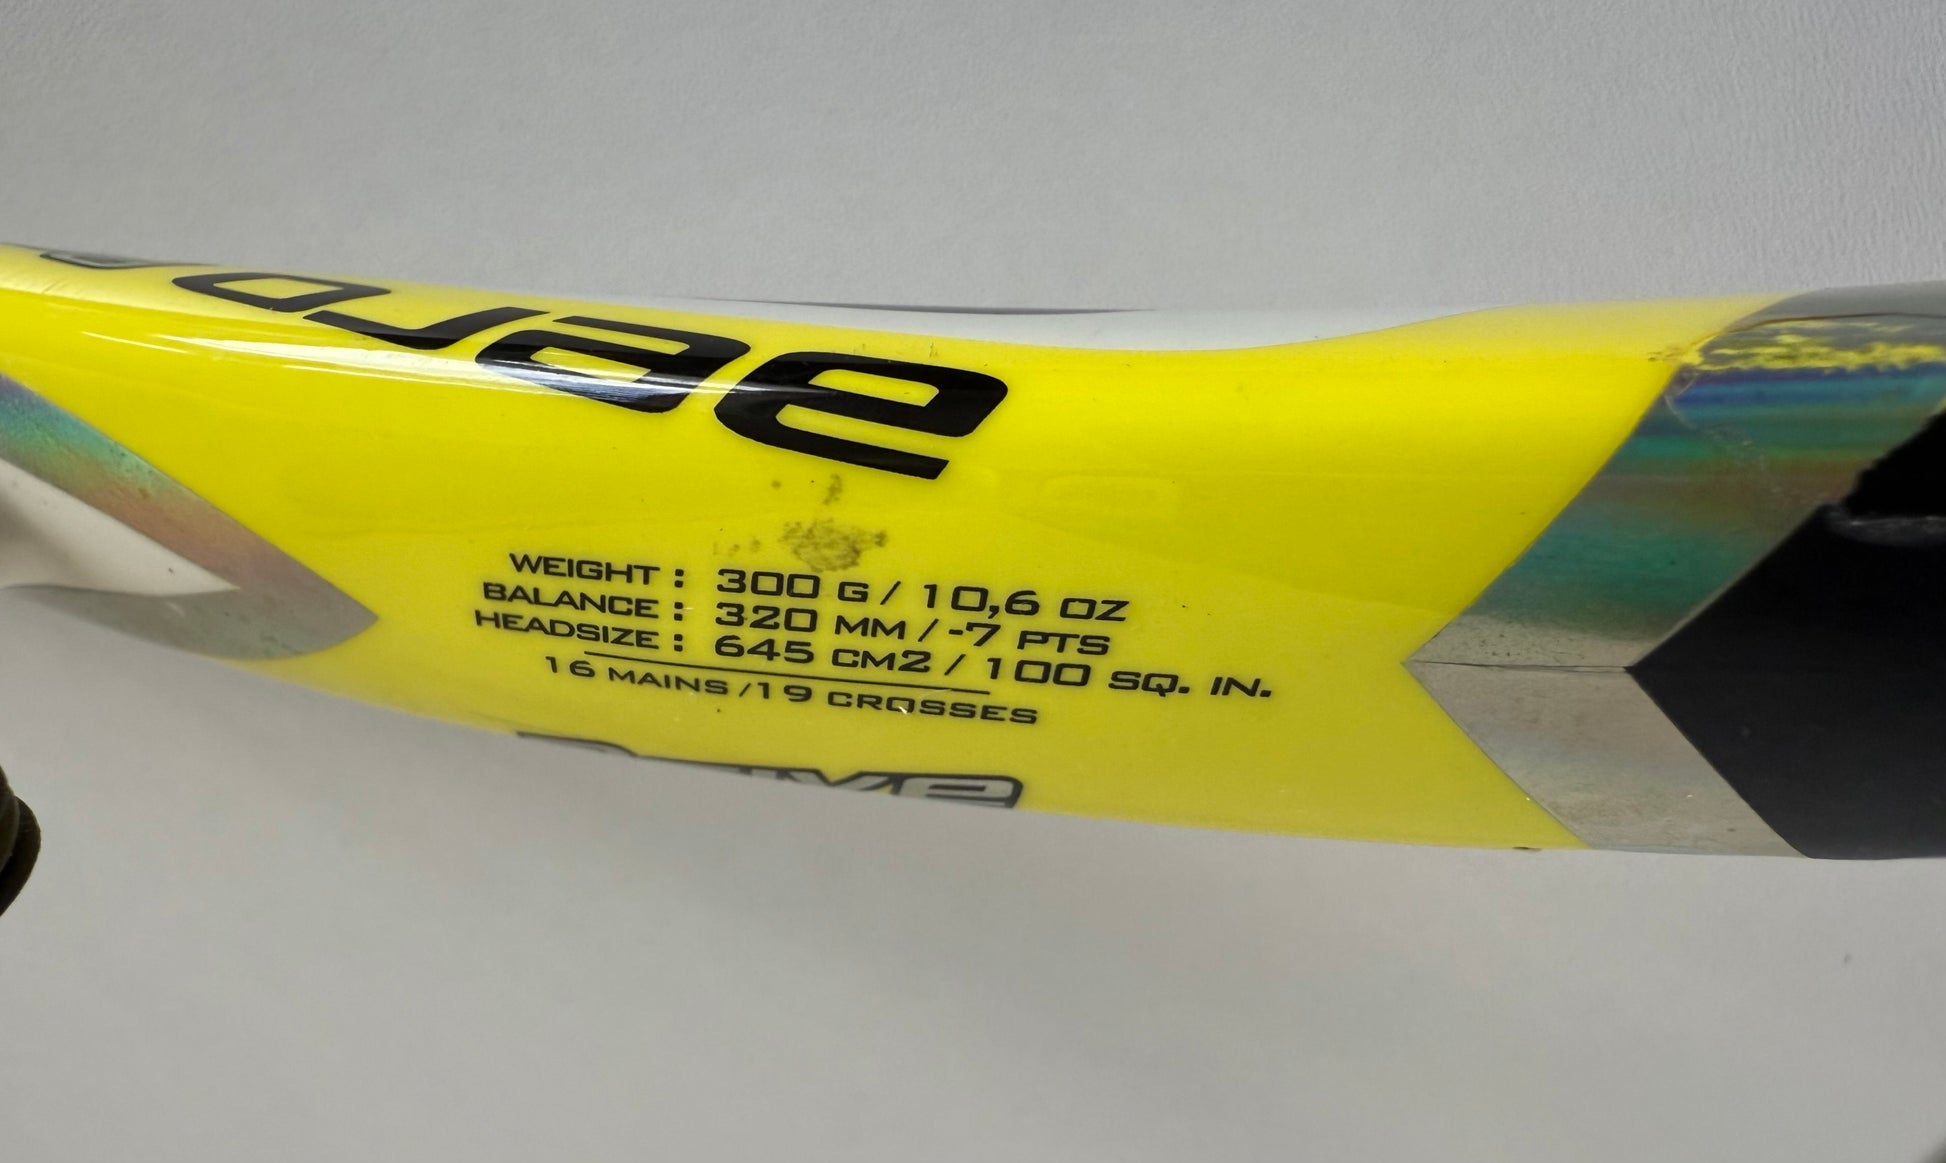 aero
WEIGHT : 300 G / 10,6 OZ
BALANCE : 320 MM / -7 PTS
HEADSIZE : 645 CM2 / 100 SQ. IN.
16 MAINS /19 CROSSES
Drive